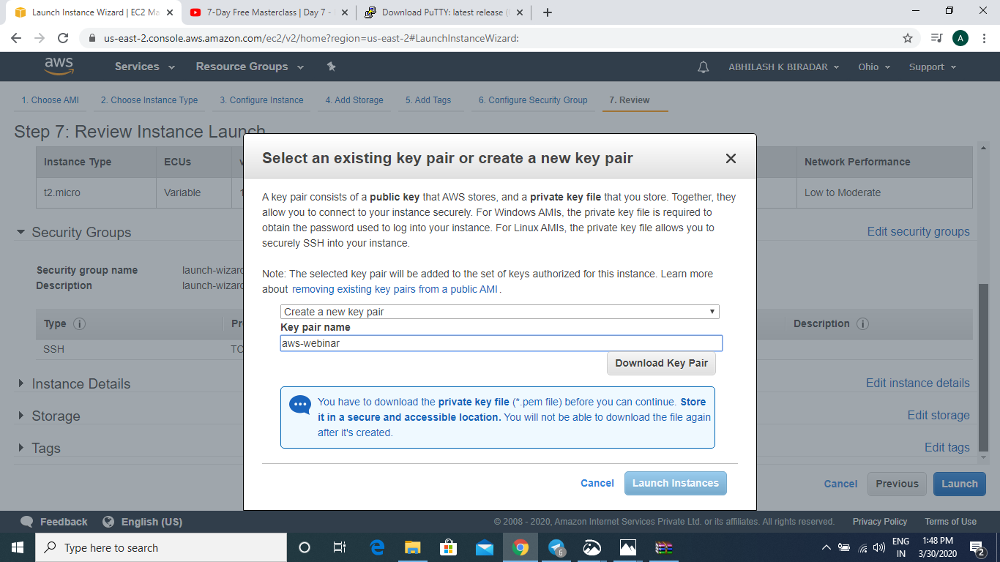 Launch Instance Wizard | EC2 Ma
7-Day Free Masterclass | Day 7 -
Download PuTTY: latest release (
us-east-2.console.aws.amazon.com/ec2/v2/home?region=us-east-2#LaunchInstanceWizard:
A
aws
Services
Resource Groups
ABHILASH K BIRADAR
Ohio
Support
1. Choose AMI
2. Choose Instance Type
3. Configure Instance
4. Add Storage
5. Add Tags
6. Configure Security Group
7. Review
Step 7: Review Instance Launch
Instance Type
ECUs
Network Performance
t2.micro
Variable
Low to Moderate
Security Groups
Edit security groups
Security group name
launch-wizard
Description
launch-wizard
Type
Pr
Description
SSH
TC
Instance Details
Edit instance details
Storage
Edit storage
Tags
Edit tags
Cancel
Previous
Launch
Select an existing key pair or create a new key pair
A key pair consists of a public key that AWS stores, and a private key file that you store. Together, they
allow you to connect to your instance securely. For Windows AMIs, the private key file is required to
obtain the password used to log into your instance. For Linux AMIs, the private key file allows you to
securely SSH into your instance.
Note: The selected key pair will be added to the set of keys authorized for this instance. Learn more
about removing existing key pairs from a public AMI .
Create a new key pair
Key pair name
aws-webinar
Download Key Pair
You have to download the private key file (*.pem file) before you can continue. Store
it in a secure and accessible location. You will not be able to download the file again
after it's created.
Cancel
Launch Instances
Feedback
English (US)
© 2008 - 2020, Amazon Internet Services Private Ltd. or its affiliates. All rights reserved.
Privacy Policy
Terms of Use
Type here to search
6
ENG
IN
1:48 PM
3/30/2020
2